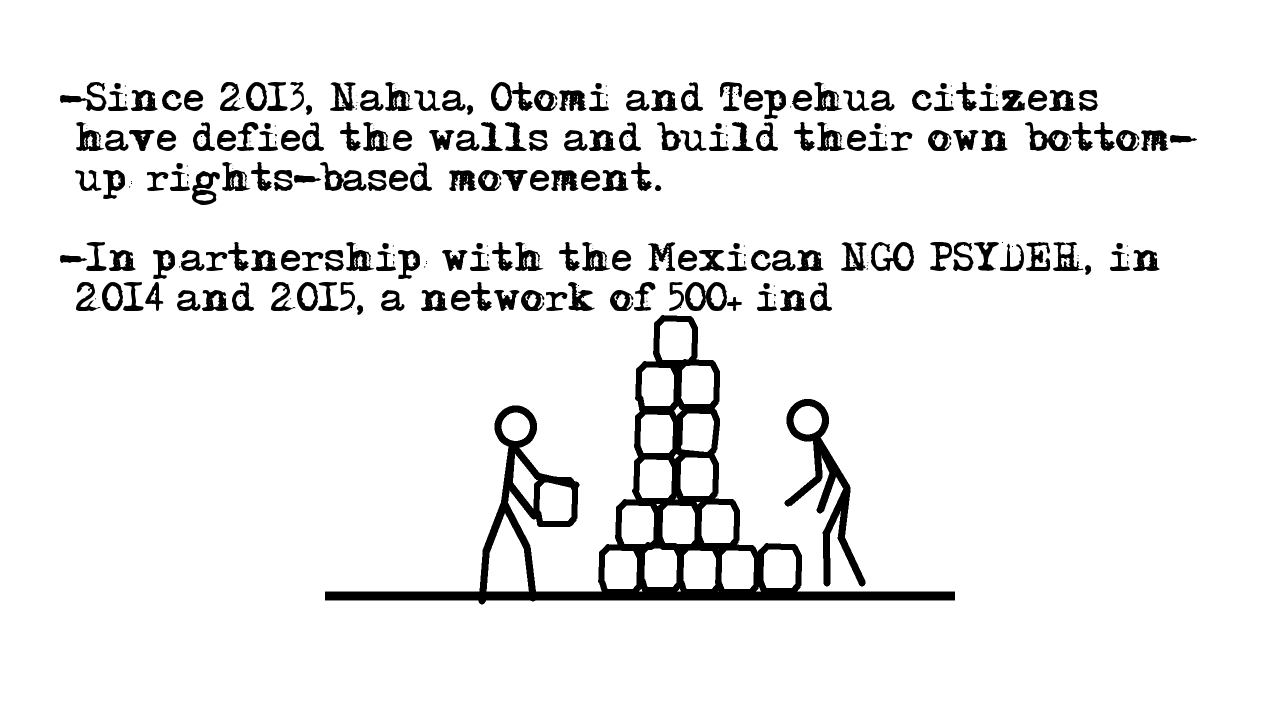 -Since 2013, Nahua, Otomi and Tepehua citizens
have defied the walls and build their own bottom-
up rights-based movement.
-In partnership with the Mexican NGO PSYDEH, in
2014 and 2015, a network of 500+ ind